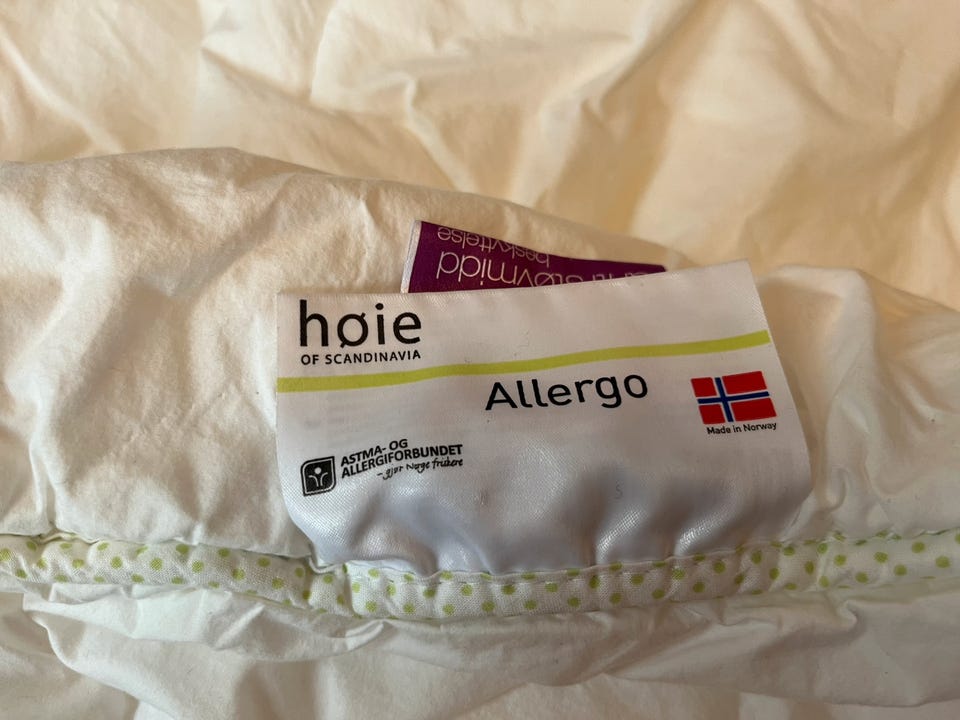 støvmidd
beskyttelse
høie
OF SCANDINAVIA
Allergo
Made in Norway
ASTMA- OG
ALLERGIFORBUNDET
– gjør Norge friskere